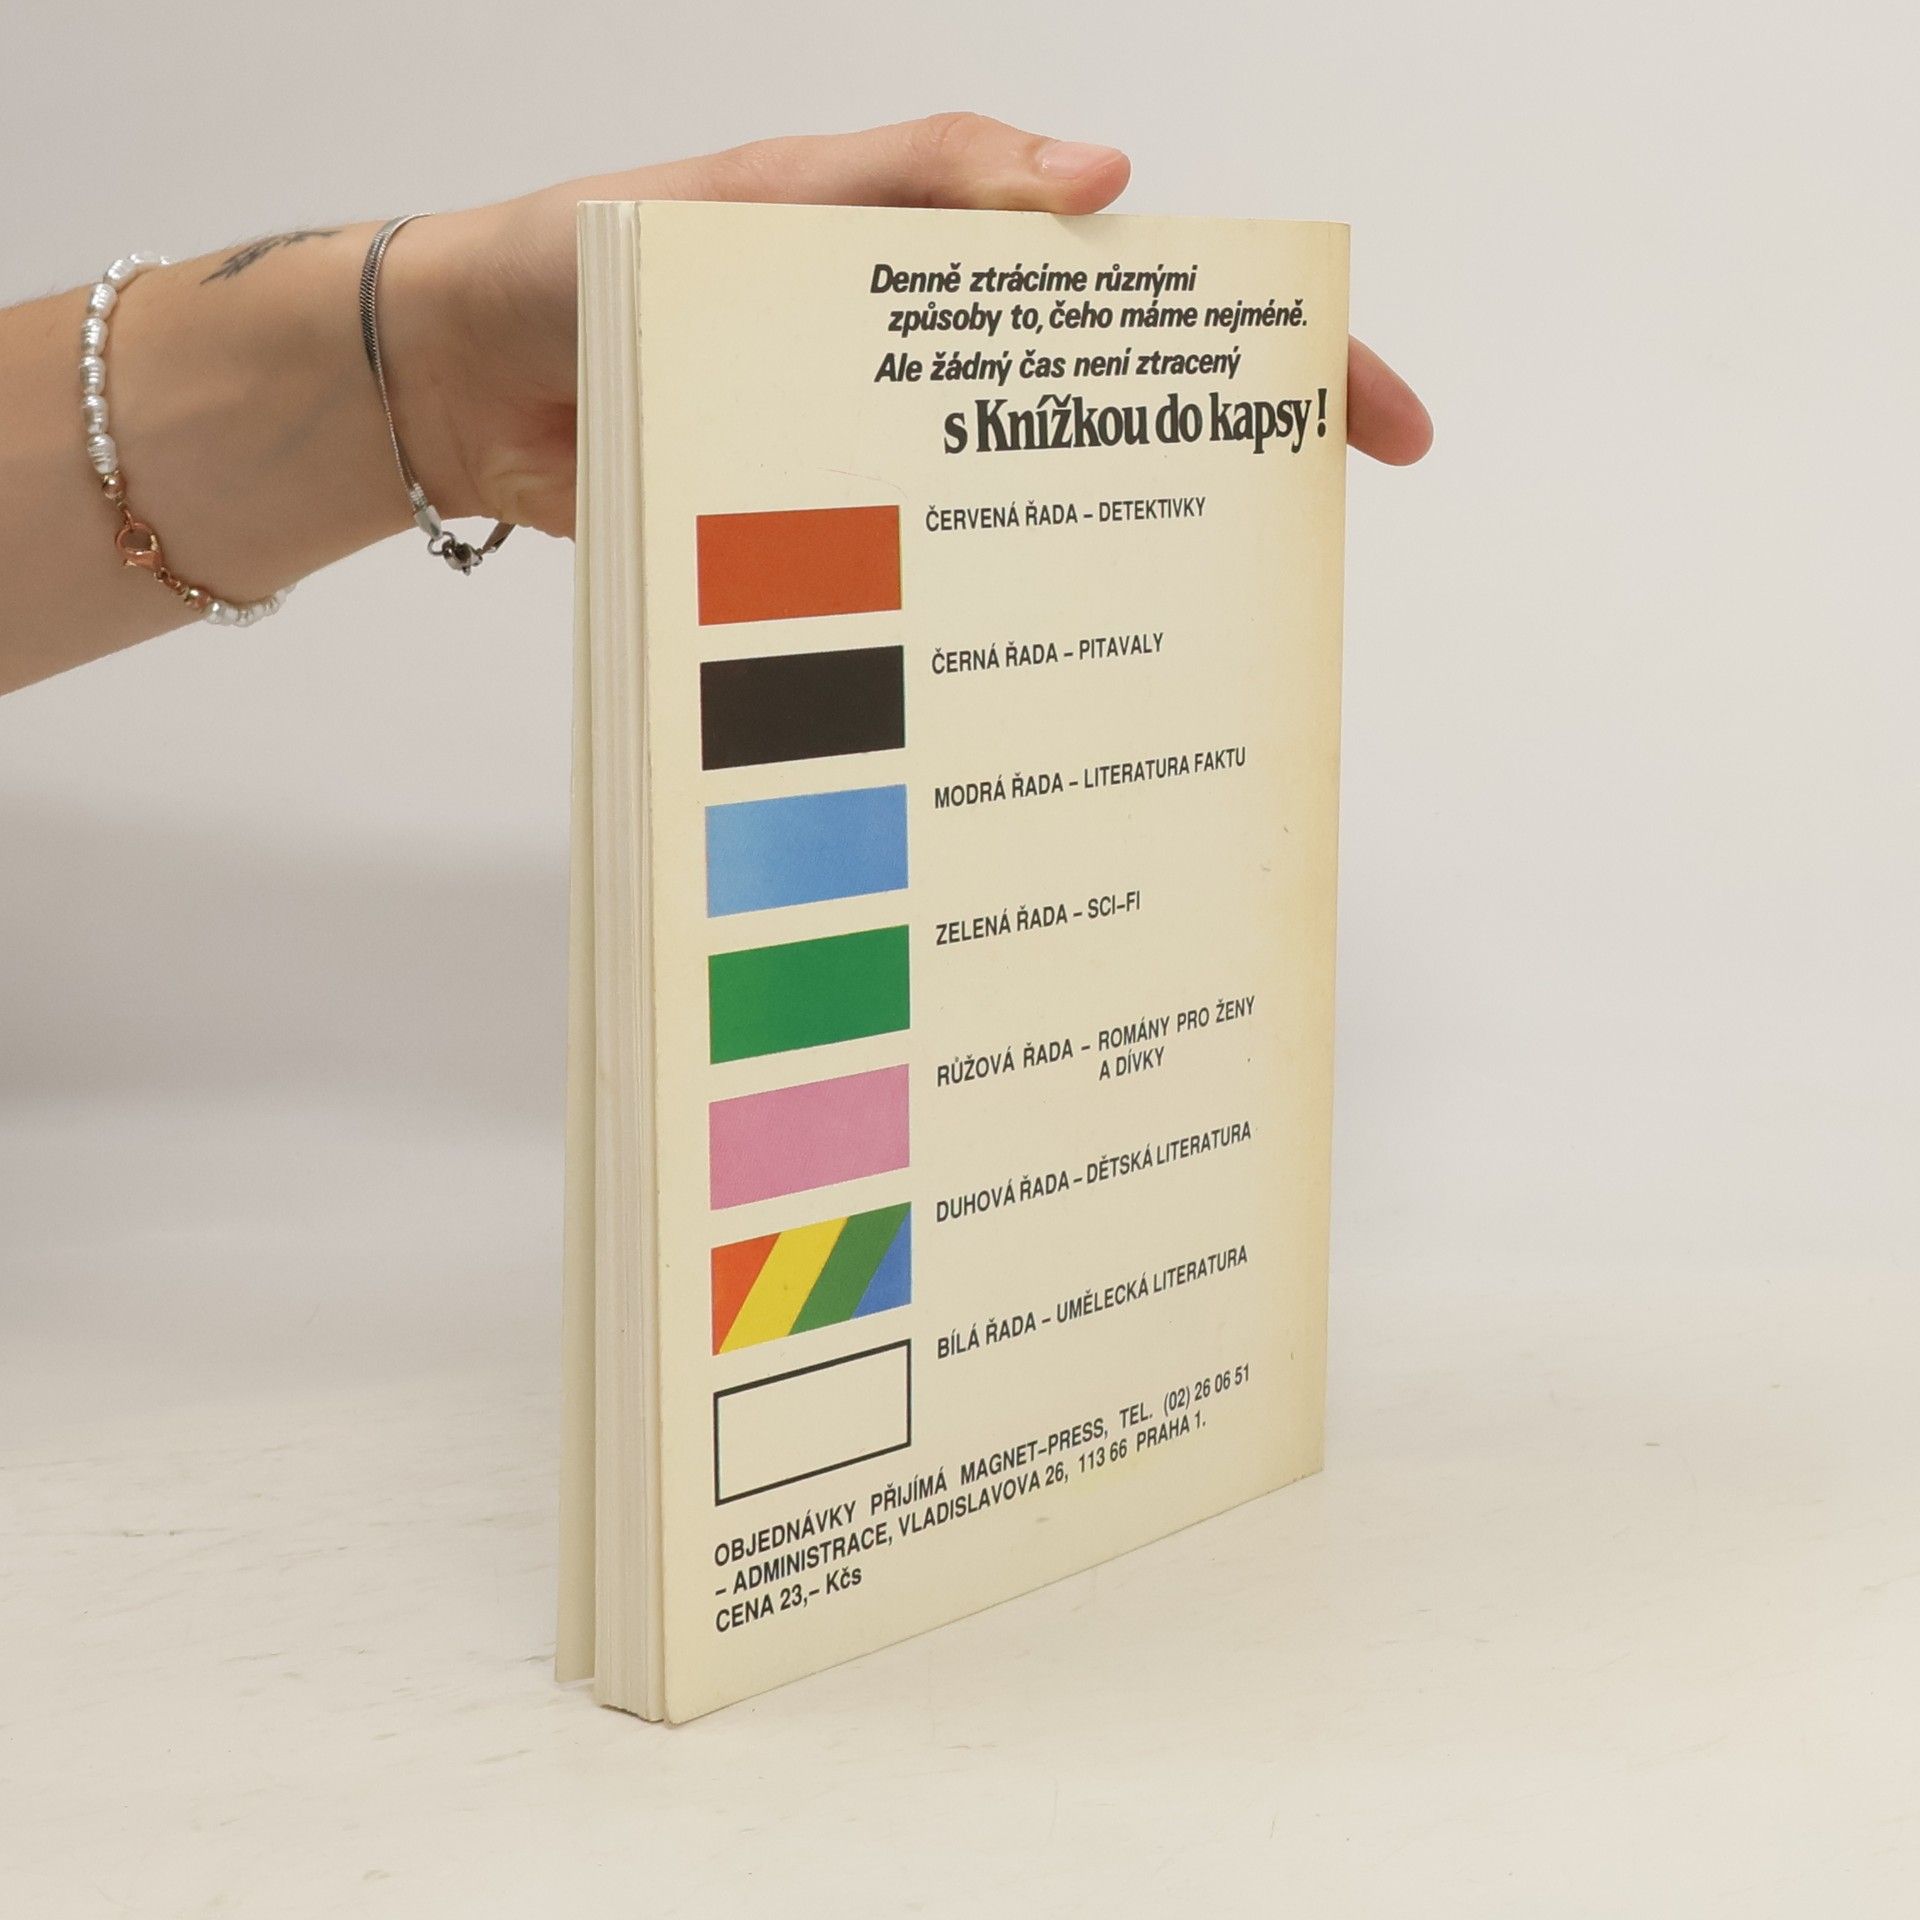 Denně ztrácíme různými
způsoby to, čeho máme nejméně.
Ale žádný čas není ztracený
s Knížkou do kapsy!
ČERVENÁ ŘADA – DETEKTIVKY
ČERNÁ ŘADA – PITAVALY
MODRÁ ŘADA – LITERATURA FAKTU
ZELENÁ ŘADA – SCI–FI
RŮŽOVÁ ŘADA – ROMÁNY PRO ŽENY
A DÍVKY
DUHOVÁ ŘADA – DĚTSKÁ LITERATURA
BÍLÁ ŘADA – UMĚLECKÁ LITERATURA
OBJEDNÁVKY PŘIJÍMÁ MAGNET–PRESS, TEL. (02) 26 06 51
– ADMINISTRACE, VLADISLAVOVA 26, 113 66 PRAHA 1.
CENA 23,– Kčs